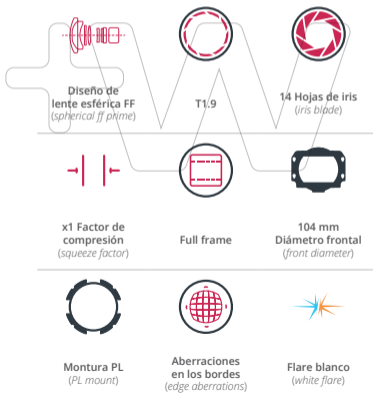 Diseño de
lente esférica FF
(spherical ff prime)
T1.9
14 Hojas de iris
(iris blade)
x1 Factor de
compresión
(squeeze factor)
Full frame
104 mm
Diámetro frontal
(front diameter)
Montura PL
(PL mount)
Aberraciones
en los bordes
(edge aberrations)
Flare blanco
(white flare)